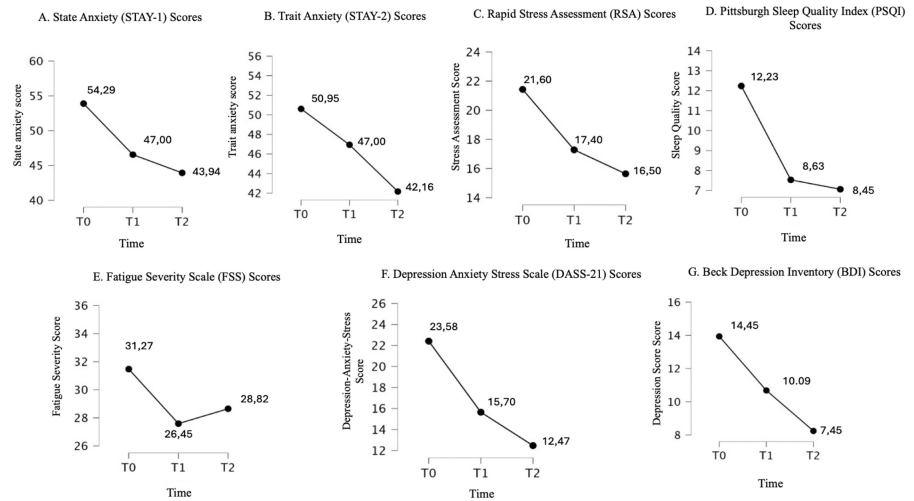 A. State Anxiety (STAY-1) Scores
State anxiety score
60
55
50
45
40
54,29
47,00
43,94
T0 T1 T2
Time
B. Trait Anxiety (STAY-2) Scores
Trait anxiety score
56
54
52
50
48
46
44
42
50,95
47,00
42,16
T0 T1 T2
Time
C. Rapid Stress Assessment (RSA) Scores
Stress Assessment Score
24
22
20
18
16
14
21,60
17,40
16,50
T0 T1 T2
Time
D. Pittsburgh Sleep Quality Index (PSQI)
Scores
Sleep Quality Score
14
13
12
11
10
9
8
7
12,23
8,63
8,45
T0 T1 T2
Time
E. Fatigue Severity Scale (FSS) Scores
Fatigue Severity Score
36
34
32
30
28
26
31,27
26,45
28,82
T0 T1 T2
Time
F. Depression Anxiety Stress Scale (DASS-21) Scores
Depression-Anxiety-Stress
Score
26
24
22
20
18
16
14
12
23,58
15,70
12,47
T0 T1 T2
Time
G. Beck Depression Inventory (BDI) Scores
Depression Score Score
16
14
12
10
8
14,45
10.09
7,45
T0 T1 T2
Time